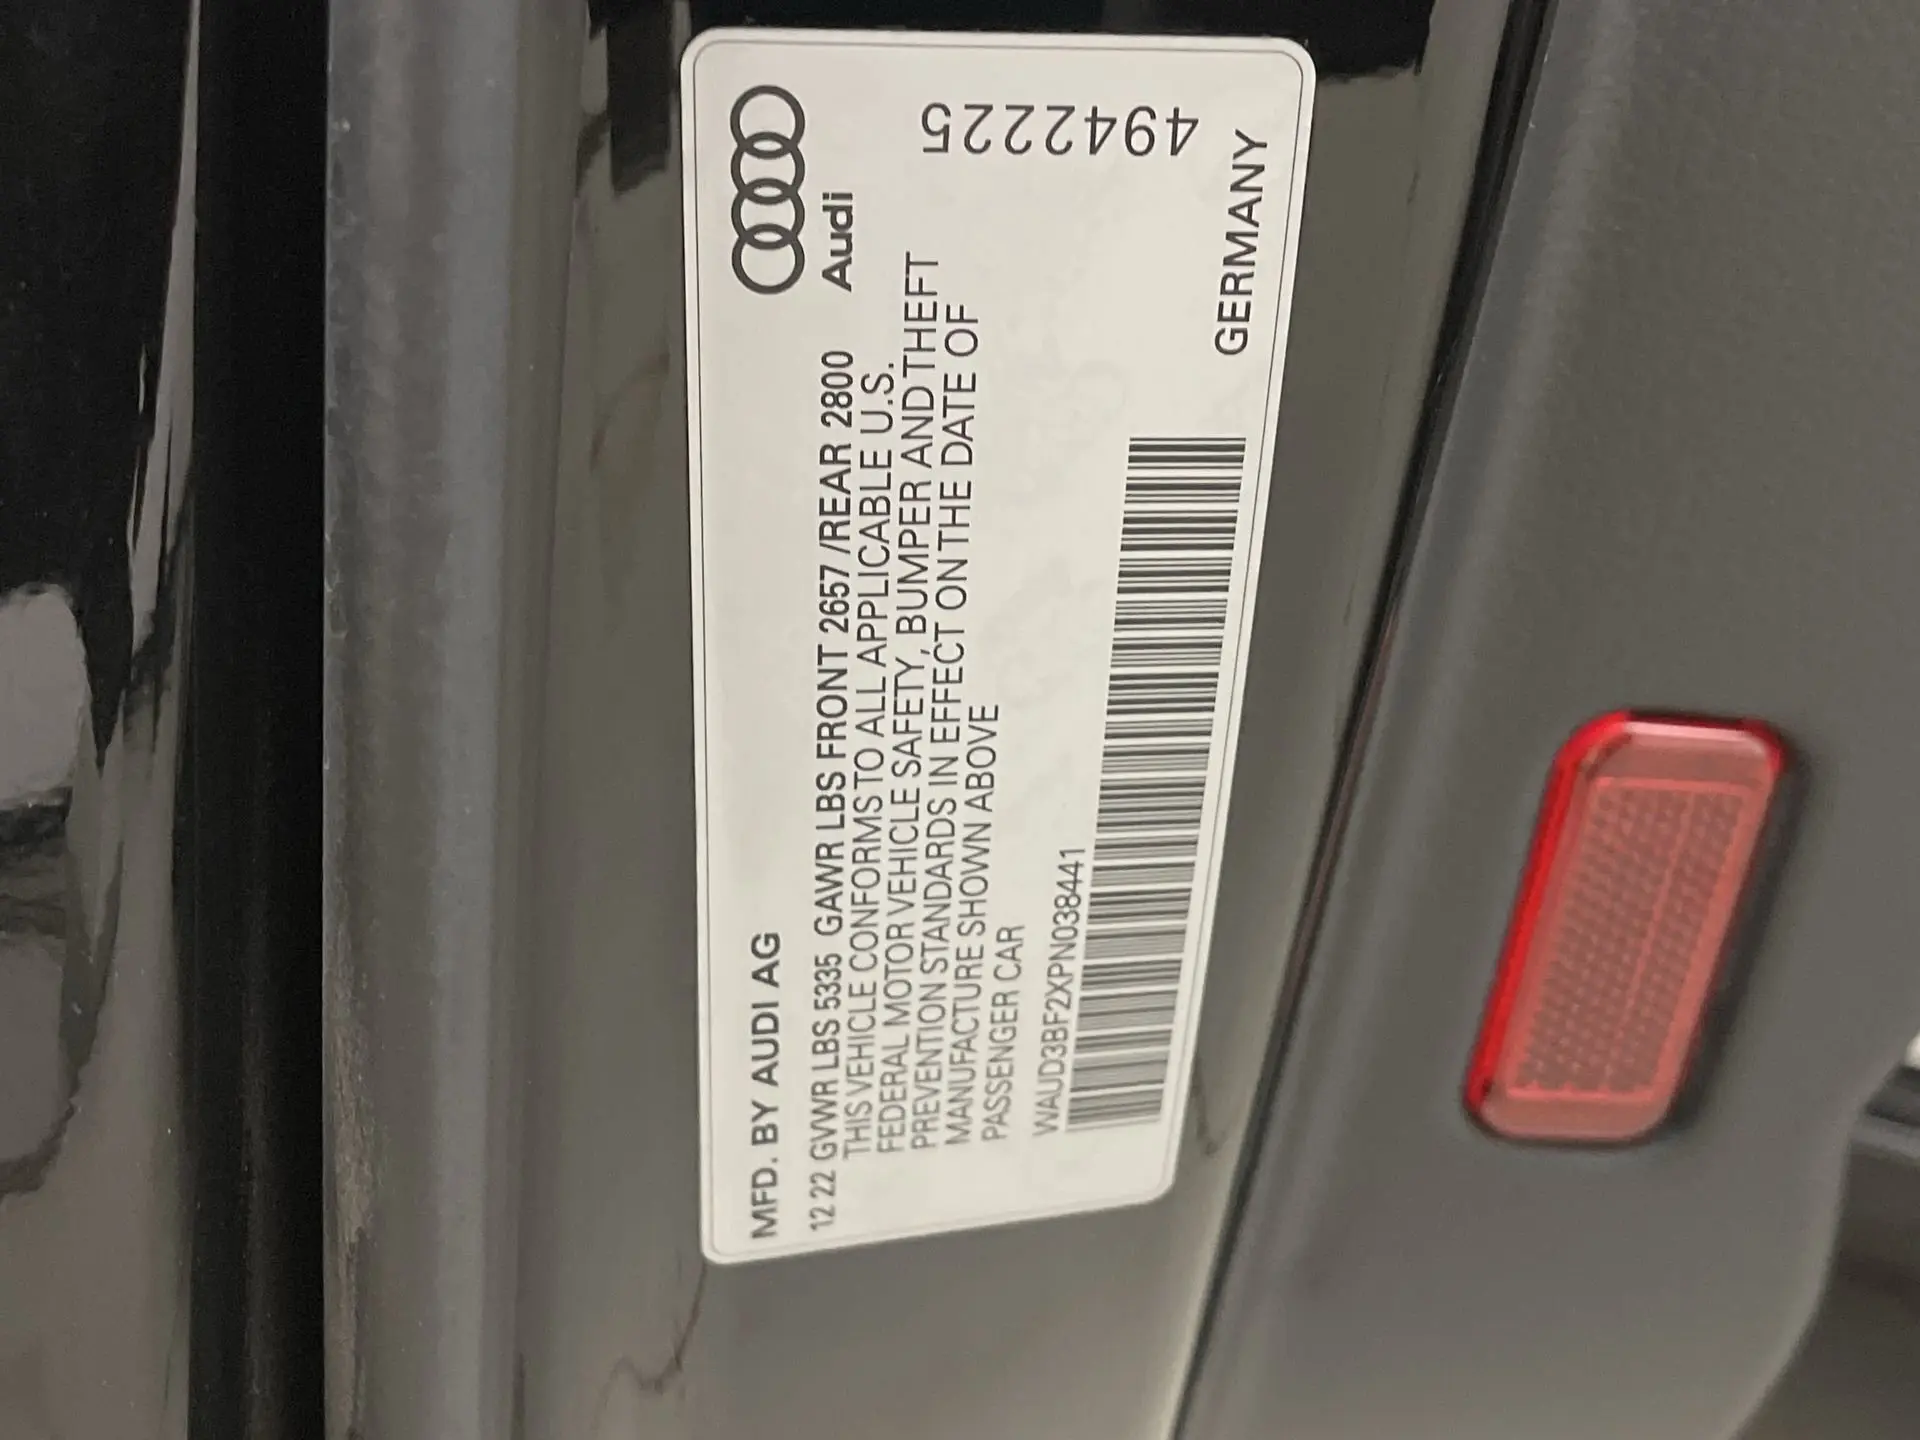 MFD. BY AUDI AG
Audi
12 22 GVWR LBS 5335 GAWR LBS FRONT 2657 /REAR 2800
THIS VEHICLE CONFORMS TO ALL APPLICABLE U.S.
FEDERAL MOTOR VEHICLE SAFETY, BUMPER AND THEFT
PREVENTION STANDARDS IN EFFECT ON THE DATE OF
MANUFACTURE SHOWN ABOVE
PASSENGER CAR
4942225
WAUD3BF2XPN038441
GERMANY